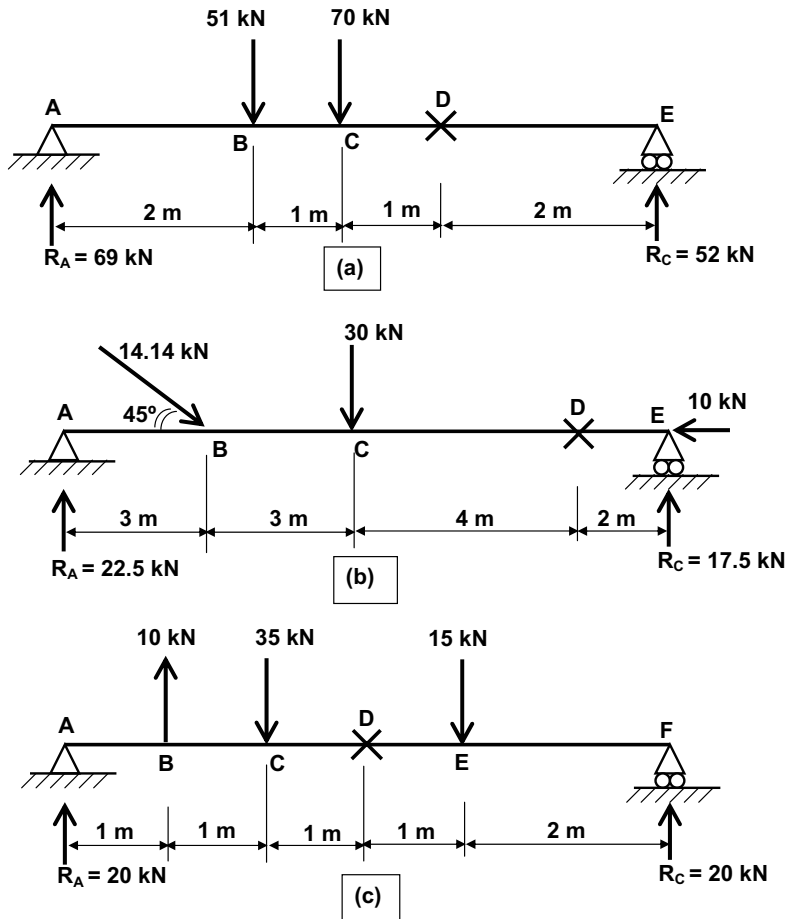 51 kN 70 kN
A D E
B C
2 m 1 m 1 m 2 m
R_A = 69 kN R_C = 52 kN
(a)
30 kN
14.14 kN
10 kN
A 45º D E
B C
3 m 3 m 4 m 2 m
R_A = 22.5 kN R_C = 17.5 kN
(b)
10 kN 35 kN 15 kN
A D F
B C E
1 m 1 m 1 m 1 m 2 m
R_A = 20 kN R_C = 20 kN
(c)